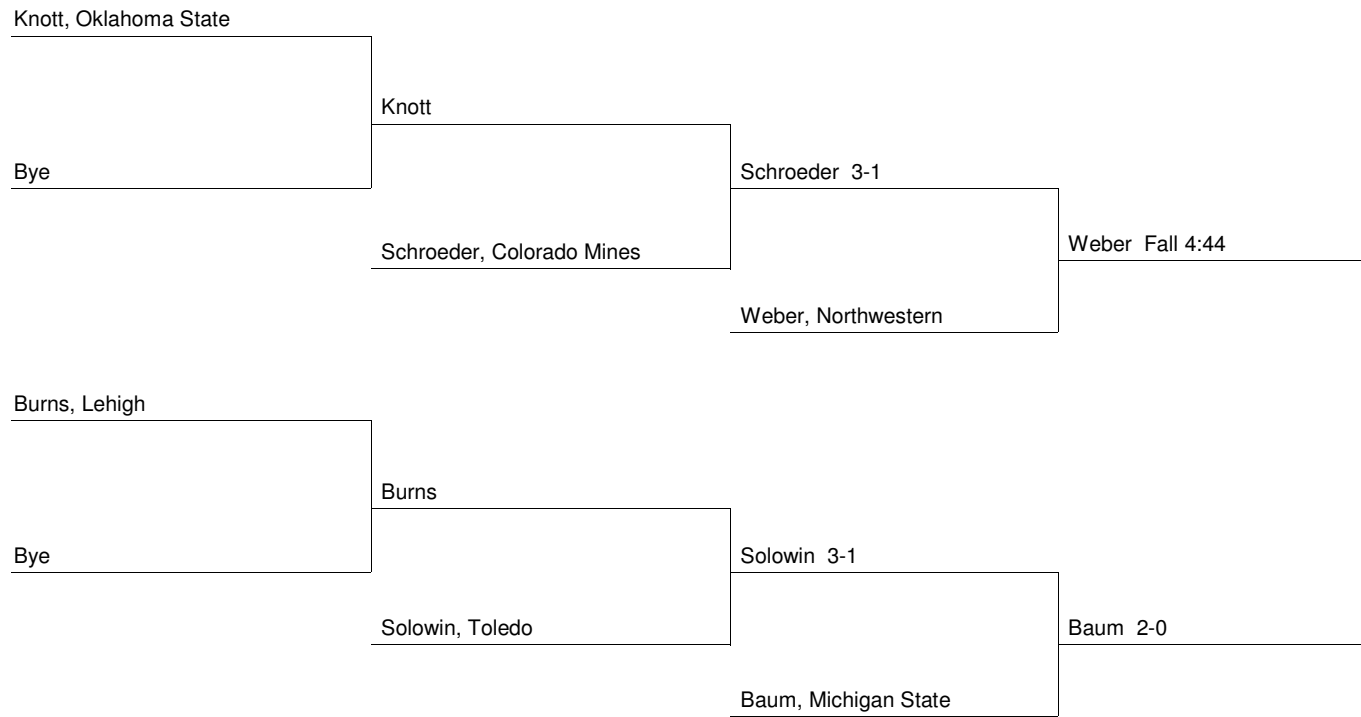 Knott, Oklahoma State
Knott
Bye
Schroeder  3-1
Schroeder, Colorado Mines
Weber  Fall 4:44
Weber, Northwestern
Burns, Lehigh
Burns
Bye
Solowin  3-1
Solowin, Toledo
Baum  2-0
Baum, Michigan State